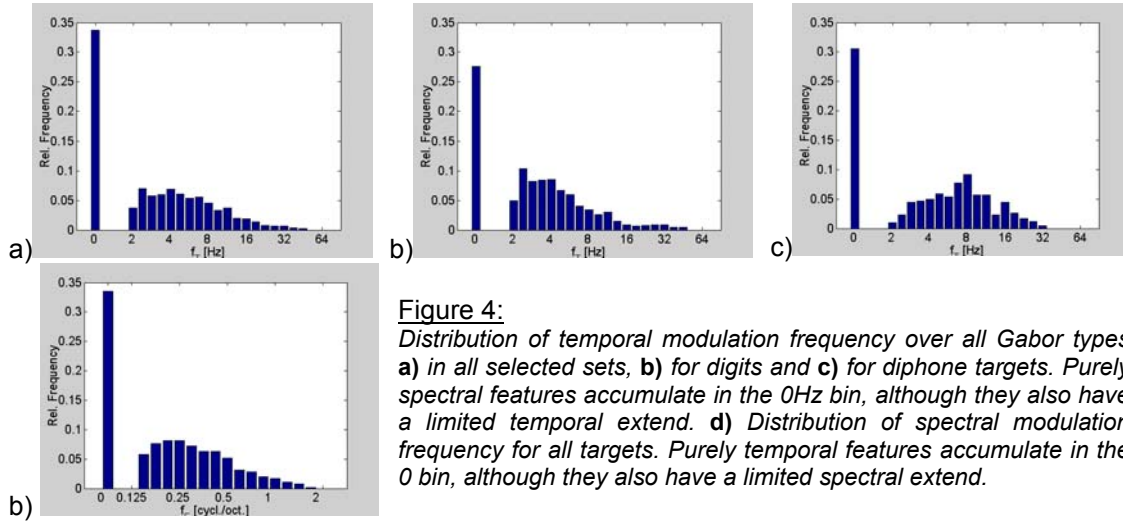 0.35
0.3
0.25
0.2
0.15
0.1
0.05
0
Rel. Frequency
0 2 4 8 16 32 64
[Hz]
a)
0.35
0.3
0.25
0.2
0.15
0.1
0.05
0
Rel. Frequency
0 2 4 8 16 32 64
[Hz]
b)
0.35
0.3
0.25
0.2
0.15
0.1
0.05
0
Rel. Frequency
0 2 4 8 16 32 64
[Hz]
c)
0.35
0.3
0.25
0.2
0.15
0.1
0.05
0
Rel. Frequency
0 0.125 0.25 0.5 1 2
[cycl./oct.]
b)
Figure 4:
Distribution of temporal modulation frequency over all Gabor types
a) in all selected sets, b) for digits and c) for diphone targets. Purely
spectral features accumulate in the 0Hz bin, although they also have
a limited temporal extend. d) Distribution of spectral modulation
frequency for all targets. Purely temporal features accumulate in the
0 bin, although they also have a limited spectral extend.